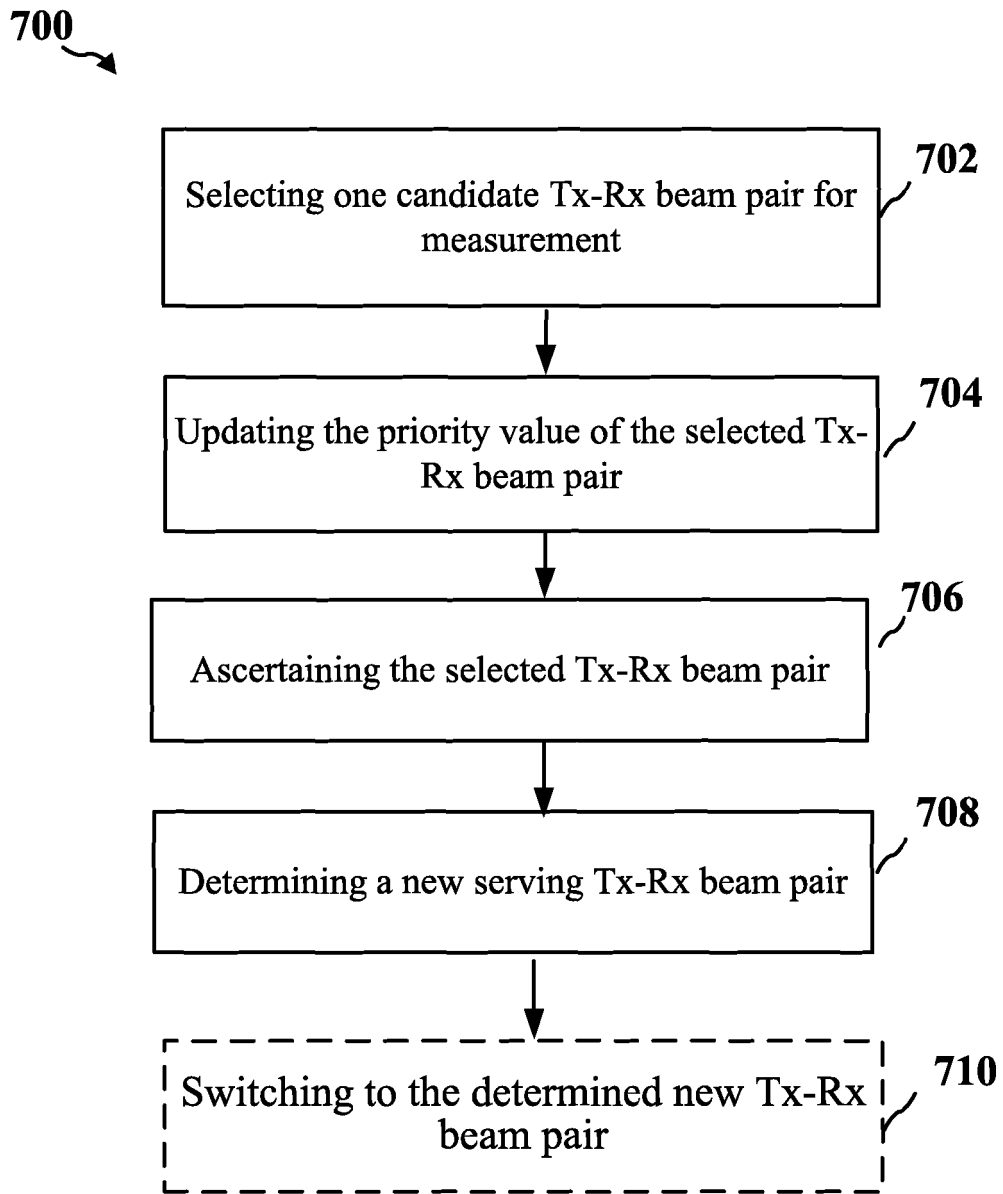 700
702
Selecting one candidate Tx-Rx beam pair for
measurement
704
Updating the priority value of the selected Tx-
Rx beam pair
706
Ascertaining the selected Tx-Rx beam pair
708
Determining a new serving Tx-Rx beam pair
710
Switching to the determined new Tx-Rx
beam pair